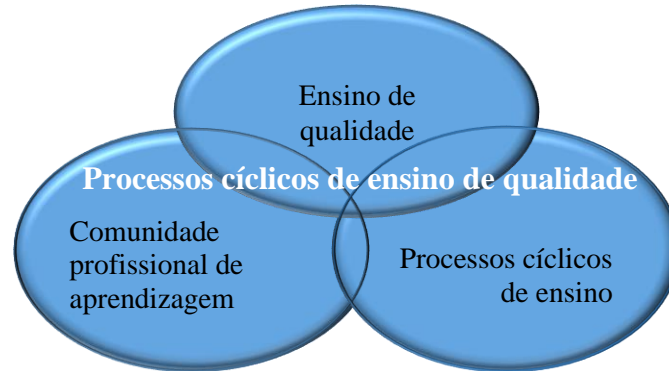 Ensino de
qualidade
Processos cíclicos de ensino de qualidade
Comunidade
profissional de
aprendizagem
Processos cíclicos
de ensino